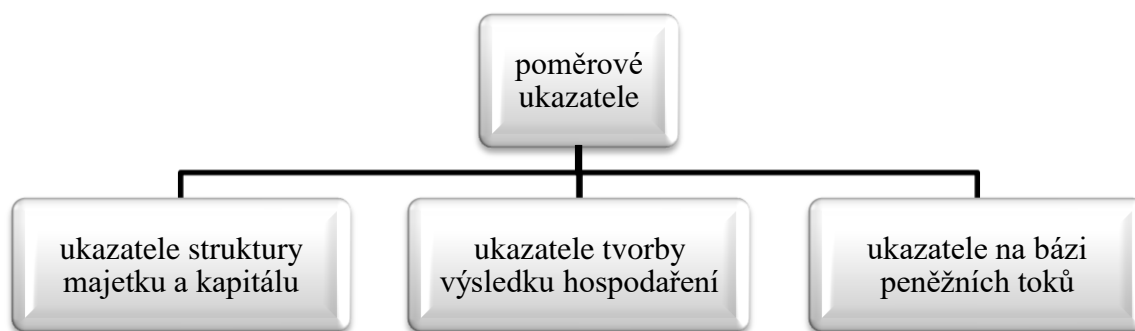 poměrové
ukazatele
ukazatele struktury
majetku a kapitálu
ukazatele tvorby
výsledku hospodaření
ukazatele na bázi
peněžních toků